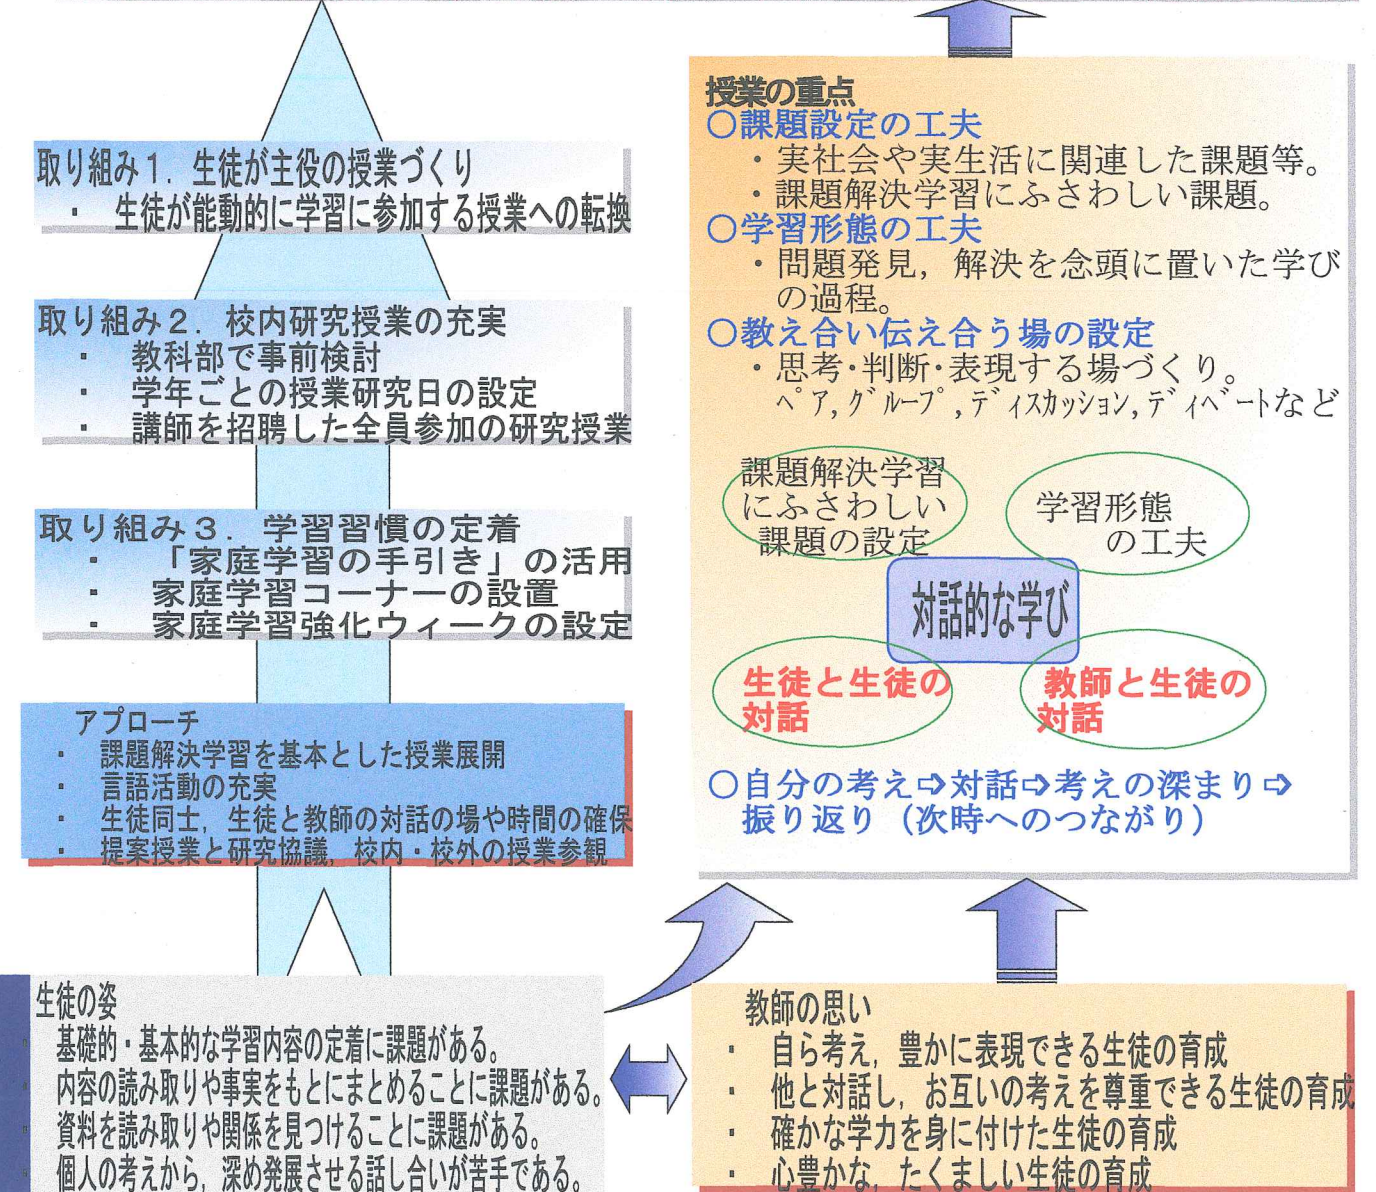 取り組み１．生徒が主役の授業づくり
・ 生徒が能動的に学習に参加する授業への転換
取り組み２．校内研究授業の充実
・ 教科部で事前検討
・ 学年ごとの授業研究日の設定
・ 講師を招聘した全員参加の研究授業
取り組み３．学習習慣の定着
・ 「家庭学習の手引き」の活用
・ 家庭学習コーナーの設置
・ 家庭学習強化ウィークの設定
アプローチ
・ 課題解決学習を基本とした授業展開
・ 言語活動の充実
・ 生徒同士，生徒と教師の対話の場や時間の確保
・ 提案授業と研究協議，校内・校外の授業参観
生徒の姿
・ 基礎的・基本的な学習内容の定着に課題がある。
・ 内容の読み取りや事実をもとにまとめることに課題がある。
・ 資料を読み取りや関係を見つけることに課題がある。
・ 個人の考えから，深め発展させる話し合いが苦手である。
授業の重点
○課題設定の工夫
・実社会や実生活に関連した課題等。
・課題解決学習にふさわしい課題。
○学習形態の工夫
・問題発見，解決を念頭に置いた学び
の過程。
○教え合い伝え合う場の設定
・思考・判断・表現する場づくり。
ﾍﾟｱ,ｸﾞﾙｰﾌﾟ,ﾃﾞｨｽｶｯｼｮﾝ,ﾃﾞｨﾍﾞｰﾄなど
課題解決学習
にふさわしい
課題の設定
学習形態
の工夫
対話的な学び
生徒と生徒の
対話
教師と生徒の
対話
○自分の考え⇨対話⇨考えの深まり⇨
振り返り（次時へのつながり）
教師の思い
・ 自ら考え，豊かに表現できる生徒の育成
・ 他と対話し，お互いの考えを尊重できる生徒の育成
・ 確かな学力を身に付けた生徒の育成
・ 心豊かな，たくましい生徒の育成